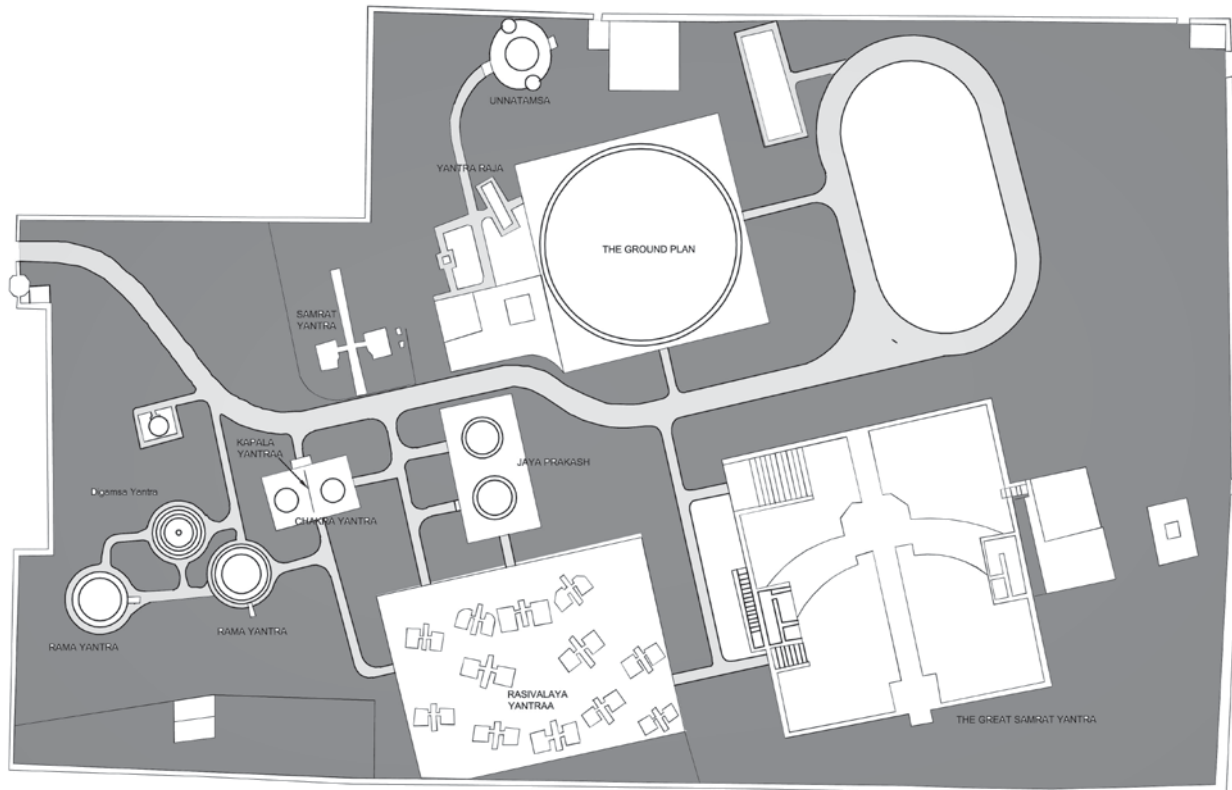 UNNATAMSA
YANTRA RAJA
THE GROUND PLAN
SAMRAT
YANTRA
KAPALA
YANTRAA
JAYA PRAKASH
Digamsa Yantra
CHAKRA YANTRA
RAMA YANTRA
RAMA YANTRA
RASIVALAYA
YANTRAA
THE GREAT SAMRAT YANTRA